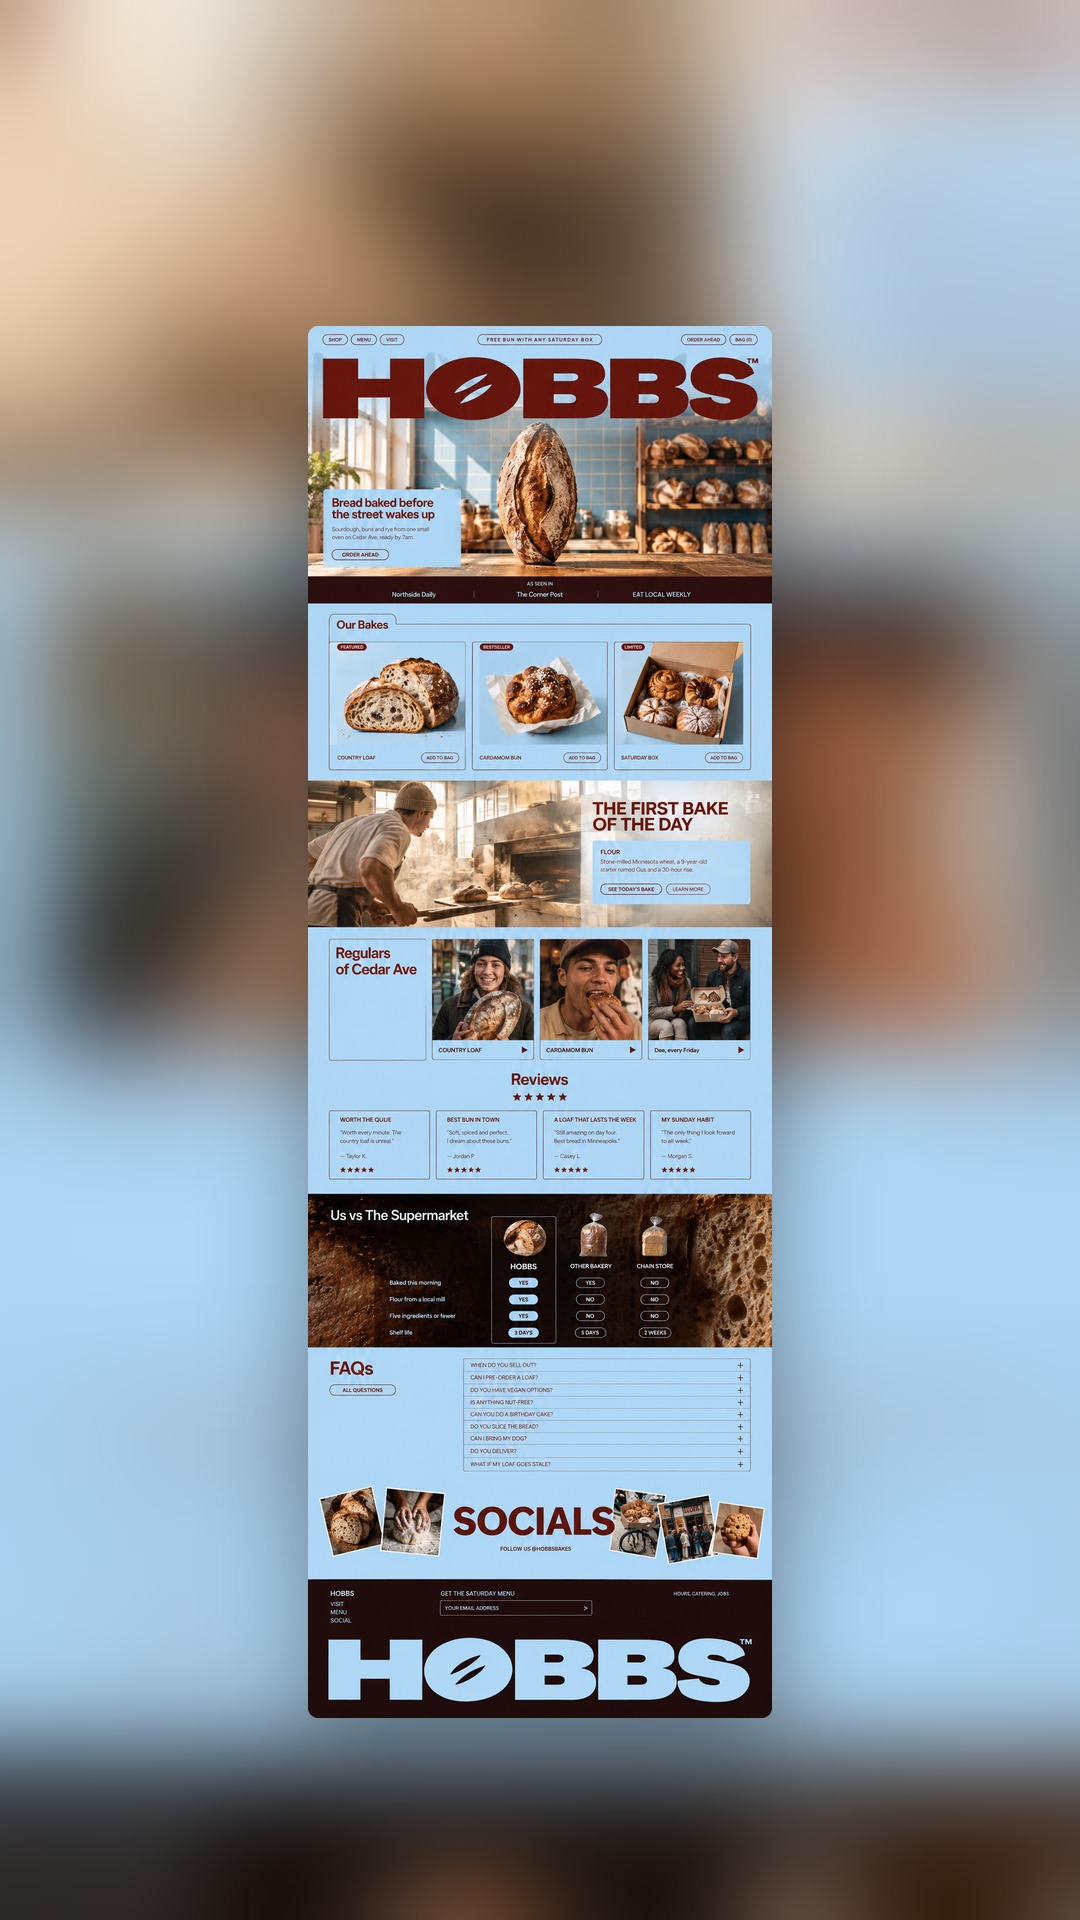 SHOP MENU VISIT
FREE BUN WITH ANY SATURDAY BOX
ORDER AHEAD BAG (0)
HOBBS™
Bread baked before
the street wakes up
Sourdough, buns and rye from one small
oven on Cedar Ave, ready by 7am.
ORDER AHEAD
AS SEEN IN
Northside Daily | The Corner Post | EAT LOCAL WEEKLY
Our Bakes
FEATURED
COUNTRY LOAF ADD TO BAG
BESTSELLER
CARDAMOM BUN ADD TO BAG
LIMITED
SATURDAY BOX ADD TO BAG
THE FIRST BAKE
OF THE DAY
FLOUR
Stone-milled Minnesota wheat, a 9-year-old
starter named Gus and a 30-hour rise.
SEE TODAY'S BAKE LEARN MORE
Regulars
of Cedar Ave
COUNTRY LOAF
CARDAMOM BUN
Dee, every Friday
Reviews
★★★★★
WORTH THE QULIE
"Worth every minute. The
country loaf is unreal."
— Taylor K.
★★★★★
BEST BUN IN TOWN
"Soft, spiced and perfect.
I dream about these buns."
— Jordan P.
★★★★★
A LOAF THAT LASTS THE WEEK
"Still amazing on day four.
Best bread in Minneapolis."
— Casey L.
★★★★★
MY SUNDAY HABIT
"The only thing I look foward
to all week."
— Morgan S.
★★★★★
Us vs The Supermarket
HOBBS OTHER BAKERY CHAIN STORE
Baked this morning YES YES NO
Flour from a local mill YES NO NO
Five ingredients or fewer YES NO NO
Shelf life 3 DAYS 5 DAYS 2 WEEKS
FAQs
ALL QUESTIONS
WHEN DO YOU SELL OUT? +
CAN I PRE-ORDER A LOAF? +
DO YOU HAVE VEGAN OPTIONS? +
IS ANYTHING NUT-FREE? +
CAN YOU DO A BIRTHDAY CAKE? +
DO YOU SLICE THE BREAD? +
CAN I BRING MY DOG? +
DO YOU DELIVER? +
WHAT IF MY LOAF GOES STALE? +
SOCIALS
FOLLOW US @HOBBSBAKES
HOBBS
VISIT
MENU
SOCIAL
GET THE SATURDAY MENU
YOUR EMAIL ADDRESS >
HOURS, CATERING, JOBS
HOBBS™